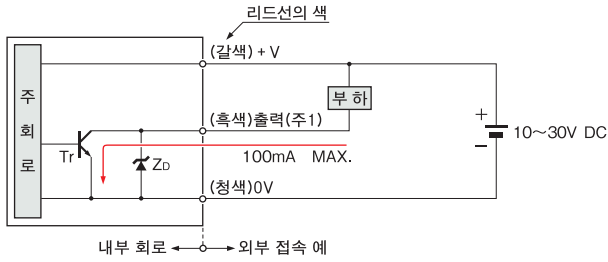 리드선의 색
(갈색) + V
주 회 로
부 하
(흑색)출력(주1)
Tr
ZD
100mA MAX.
10~30V DC
(청색)0V
내부 회로
외부 접속 예